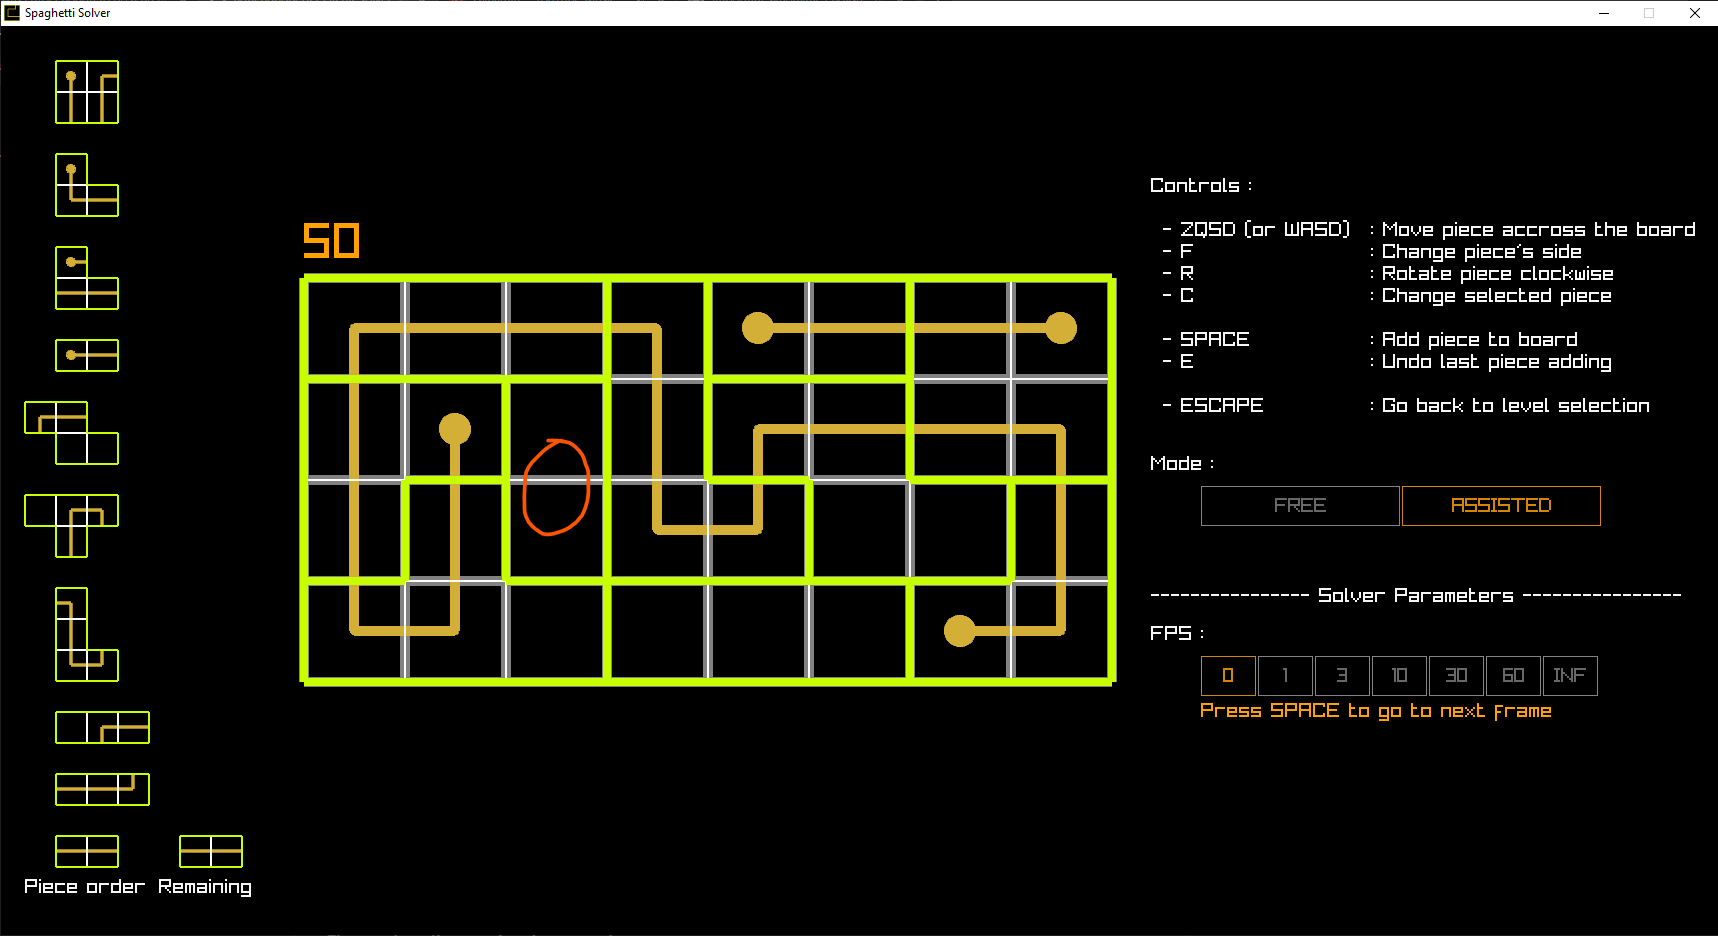 Spaghetti Solver
50
Controls :
- ZQSD (or WASD) : Move piece accross the board
- F : Change piece's side
- R : Rotate piece clockwise
- C : Change selected piece
- SPACE : Add piece to board
- E : Undo last piece adding
- ESCAPE : Go back to level selection
Mode :
FREE ASSISTED
---------------- Solver Parameters ----------------
FPS :
0 1 3 10 30 60 INF
Press SPACE to go to next frame
Piece order Remaining